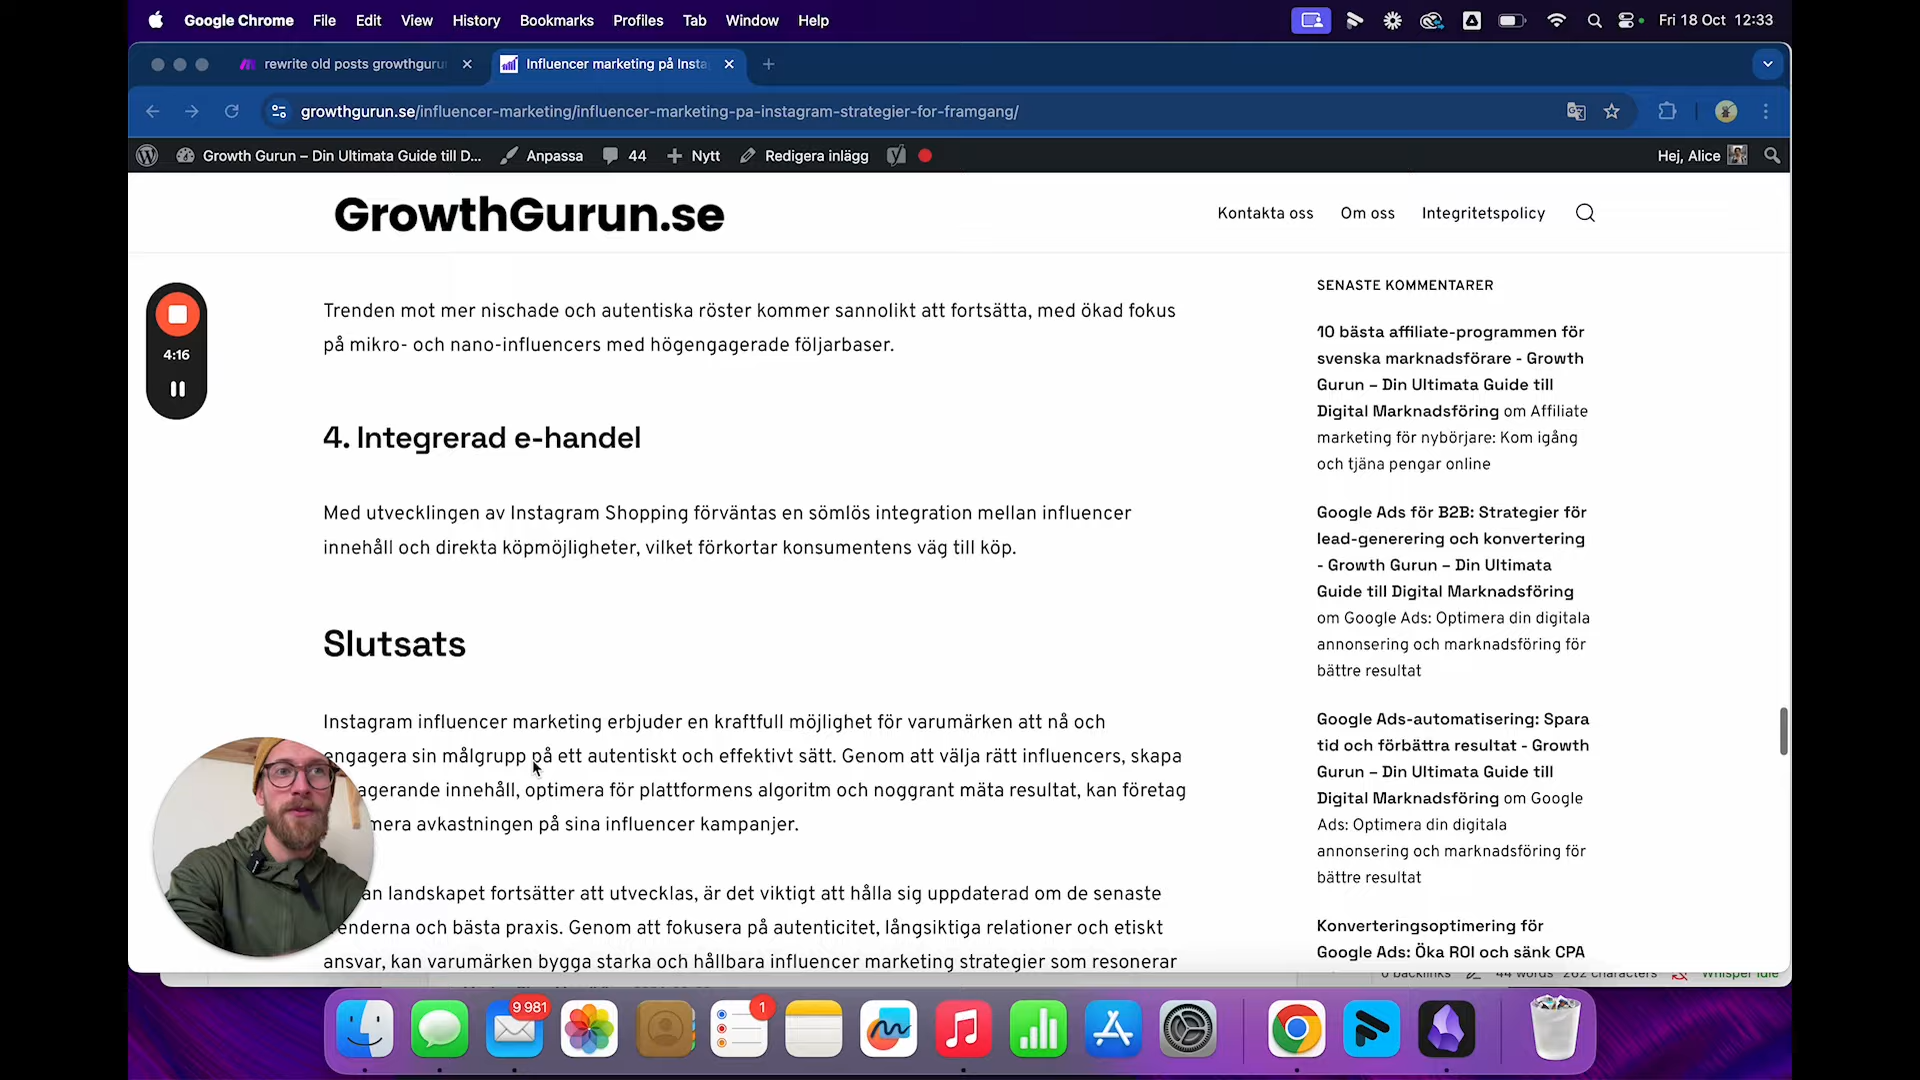 Google Chrome File Edit View History Bookmarks Profiles Tab Window Help Fri 18 Oct 12:33
rewrite old posts growthguru
Influencer marketing på Insta
growthgurun.se/influencer-marketing/influencer-marketing-pa-instagram-strategier-for-framgang/
Growth Gurun – Din Ultimata Guide till D... Anpassa 44 Nytt Redigera inlägg Hej, Alice
GrowthGurun.se
Kontakta oss Om oss Integritetspolicy
4:16
Trenden mot mer nischade och autentiska röster kommer sannolikt att fortsätta, med ökad fokus
på mikro- och nano-influencers med högengagerade följarbaser.
4. Integrerad e-handel
Med utvecklingen av Instagram Shopping förväntas en sömlös integration mellan influencer
innehåll och direkta köpmöjligheter, vilket förkortar konsumentens väg till köp.
Slutsats
Instagram influencer marketing erbjuder en kraftfull möjlighet för varumärken att nå och
engagera sin målgrupp på ett autentiskt och effektivt sätt. Genom att välja rätt influencers, skapa
agerande innehåll, optimera för plattformens algoritm och noggrant mäta resultat, kan företag
mera avkastningen på sina influencer kampanjer.
an landskapet fortsätter att utvecklas, är det viktigt att hålla sig uppdaterad om de senaste
enderna och bästa praxis. Genom att fokusera på autenticitet, långsiktiga relationer och etiskt
ansvar, kan varumärken bygga starka och hållbara influencer marketing strategier som resonerar
SENASTE KOMMENTARER
10 bästa affiliate-programmen för
svenska marknadsförare - Growth
Gurun – Din Ultimata Guide till
Digital Marknadsföring om Affiliate
marketing för nybörjare: Kom igång
och tjäna pengar online
Google Ads för B2B: Strategier för
lead-generering och konvertering
- Growth Gurun – Din Ultimata
Guide till Digital Marknadsföring
om Google Ads: Optimera din digitala
annonsering och marknadsföring för
bättre resultat
Google Ads-automatisering: Spara
tid och förbättra resultat - Growth
Gurun – Din Ultimata Guide till
Digital Marknadsföring om Google
Ads: Optimera din digitala
annonsering och marknadsföring för
bättre resultat
Konverteringsoptimering för
Google Ads: Öka ROI och sänk CPA
0 backlinks 44 words 262 characters Whisper Idle
9 981
1